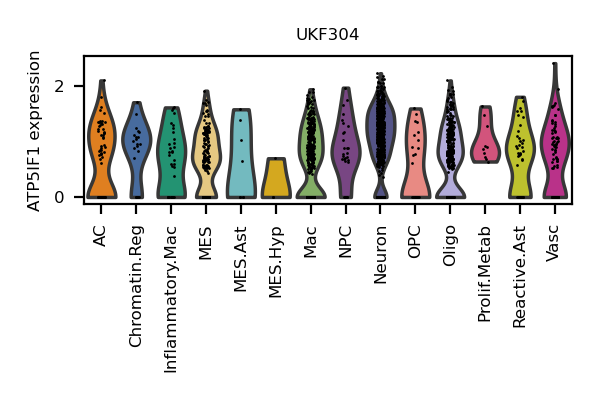 UKF304
ATP5IF1 expression
2
0
AC
Chromatin.Reg
Inflammatory.Mac
MES
MES.Ast
MES.Hyp
Mac
NPC
Neuron
OPC
Oligo
Prolif.Metab
Reactive.Ast
Vasc